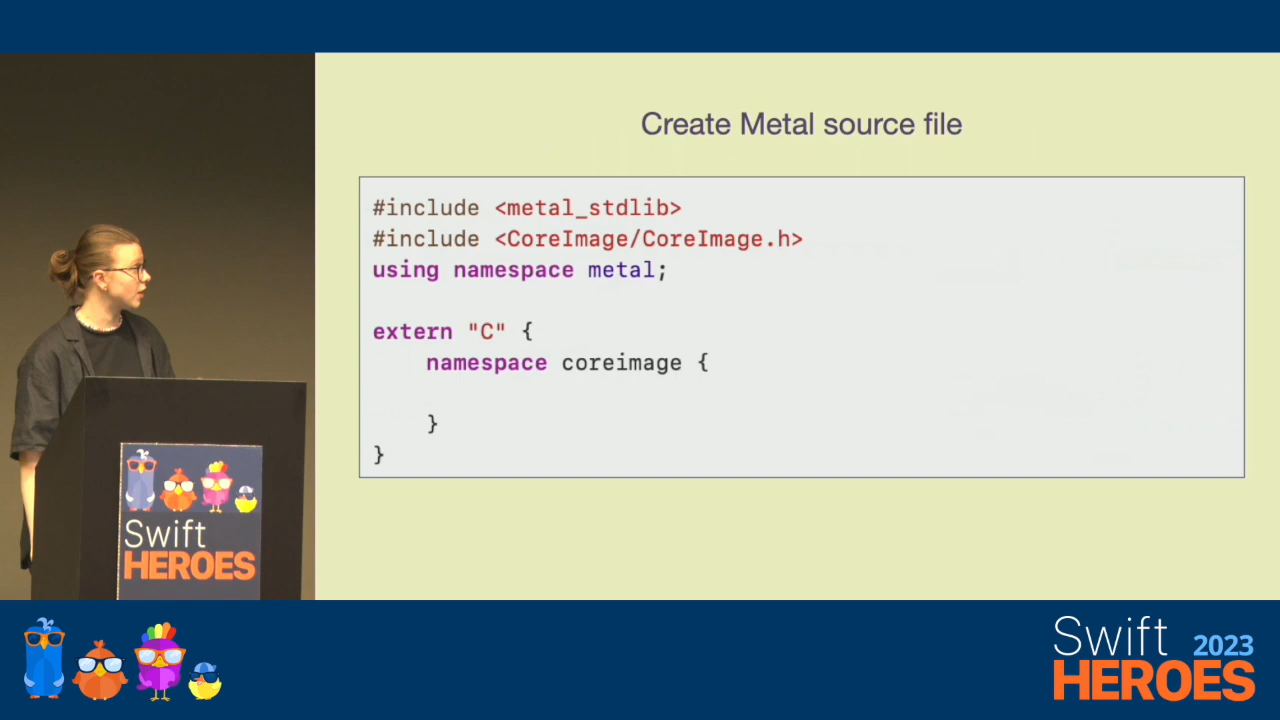 Create Metal source file
#include <metal_stdlib>
#include <CoreImage/CoreImage.h>
using namespace metal;
extern "C" {
namespace coreimage {
}
}
Swift
HEROES
Swift 2023
HEROES